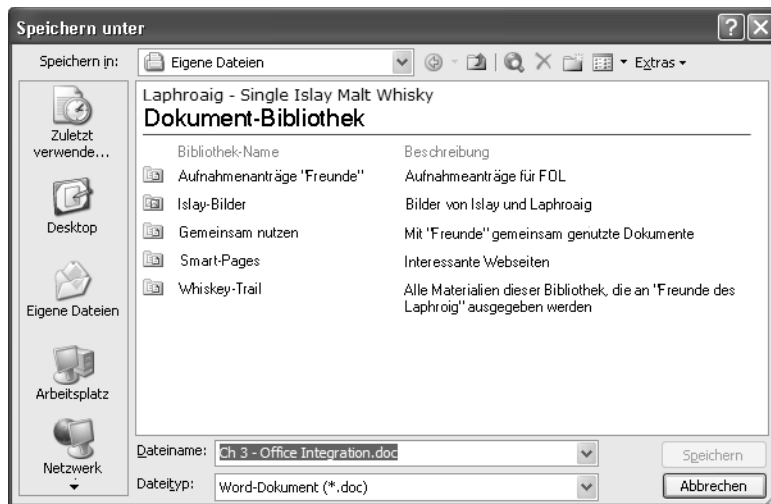 Speichern unter
Speichern in: Eigene Dateien Extras
Laphroaig - Single Islay Malt Whisky
Dokument-Bibliothek
Bibliothek-Name Beschreibung
Aufnahmenanträge "Freunde" Aufnahmeanträge für FOL
Islay-Bilder Bilder von Islay und Laphroaig
Gemeinsam nutzen Mit "Freunde" gemeinsam genutzte Dokumente
Smart-Pages Interessante Webseiten
Whiskey-Trail Alle Materialien dieser Bibliothek, die an "Freunde des
Laphroig" ausgegeben werden
Zuletzt
verwende...
Desktop
Eigene Dateien
Arbeitsplatz
Netzwerk
Dateiname: Ch 3 - Office Integration.doc Speichern
Dateityp: Word-Dokument (*.doc) Abbrechen